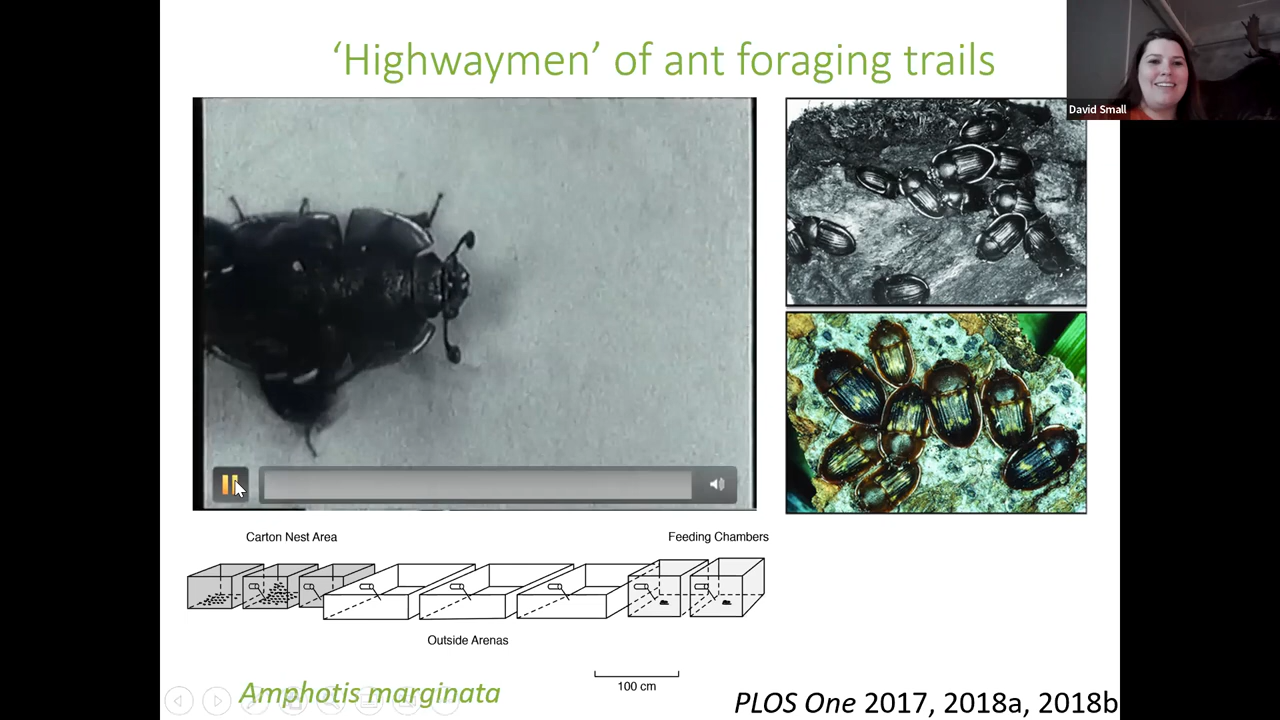 ‘Highwaymen’ of ant foraging trails
David Small
Carton Nest Area
Feeding Chambers
Outside Arenas
100 cm
Amphotis marginata
PLOS One 2017, 2018a, 2018b